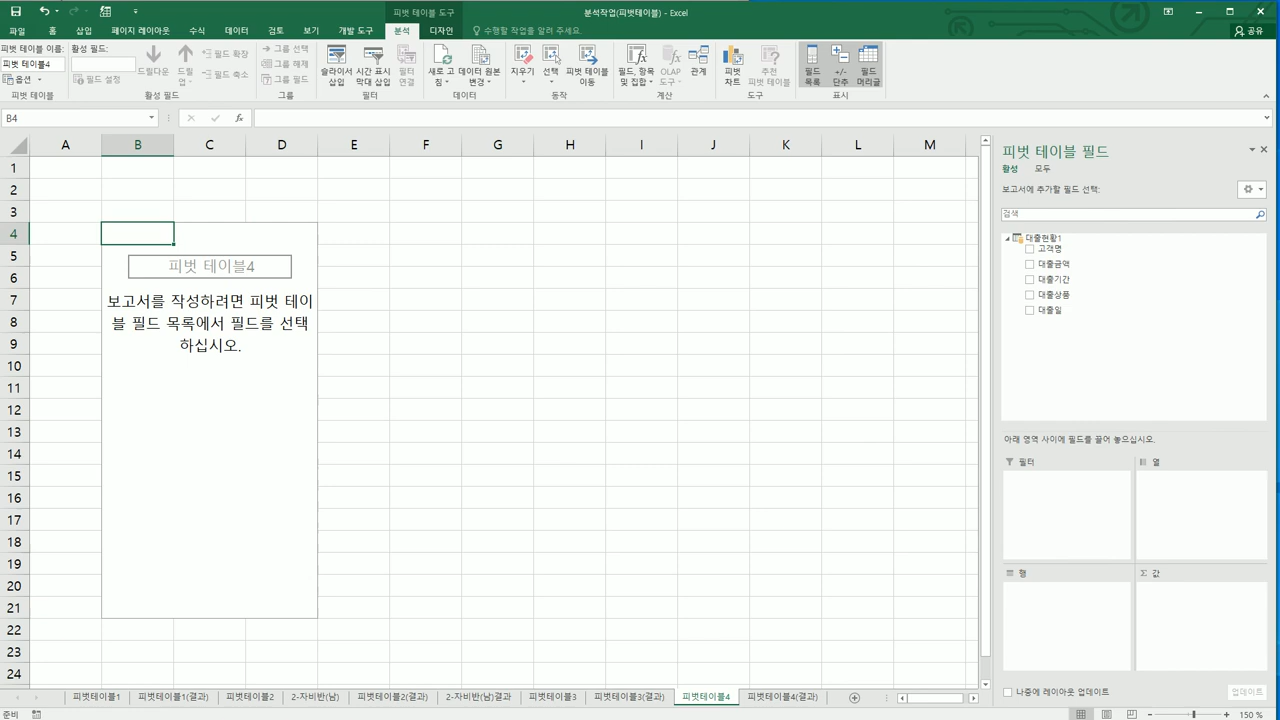 피벗 테이블 도구
분석작업(피벗테이블) - Excel
파일 홈 삽입 페이지 레이아웃 수식 데이터 검토 보기 개발 도구 분석 디자인 수행할 작업을 알려 주세요. 공유
피벗 테이블 이름:
피벗 테이블4
옵션
피벗 테이블
활성 필드:
필드 설정
드릴다운
드릴업
필드 확장
필드 축소
활성 필드
그룹 선택
그룹 해제
그룹 필드
그룹
슬라이서 삽입
시간 표시 막대 삽입
필터 연결
필터
새로 고침
데이터 원본 변경
데이터
지우기
선택
피벗 테이블 이동
동작
필드, 항목 및 집합
OLAP 도구
관계
계산
피벗 차트
추천 피벗 테이블
도구
필드 목록
+/- 단추
필드 머리글
표시
B4
fx
A B C D E F G H I J K L M
1
2
3
4
5
6
7
8
9
10
11
12
13
14
15
16
17
18
19
20
21
22
23
24
피벗 테이블4
보고서를 작성하려면 피벗 테이
블 필드 목록에서 필드를 선택
하십시오.
피벗 테이블 필드
활성 모두
보고서에 추가할 필드 선택:
검색
대출현황1
고객명
대출금액
대출기간
대출상품
대출일
아래 영역 사이에 필드를 끌어 놓으십시오.
필터 열
행 Σ 값
나중에 레이아웃 업데이트 업데이트
피벗테이블1 피벗테이블1(결과) 피벗테이블2 2-자비반(남) 피벗테이블2(결과) 2-자비반(남)결과 피벗테이블3 피벗테이블3(결과) 피벗테이블4 피벗테이블4(결과)
준비
150 %